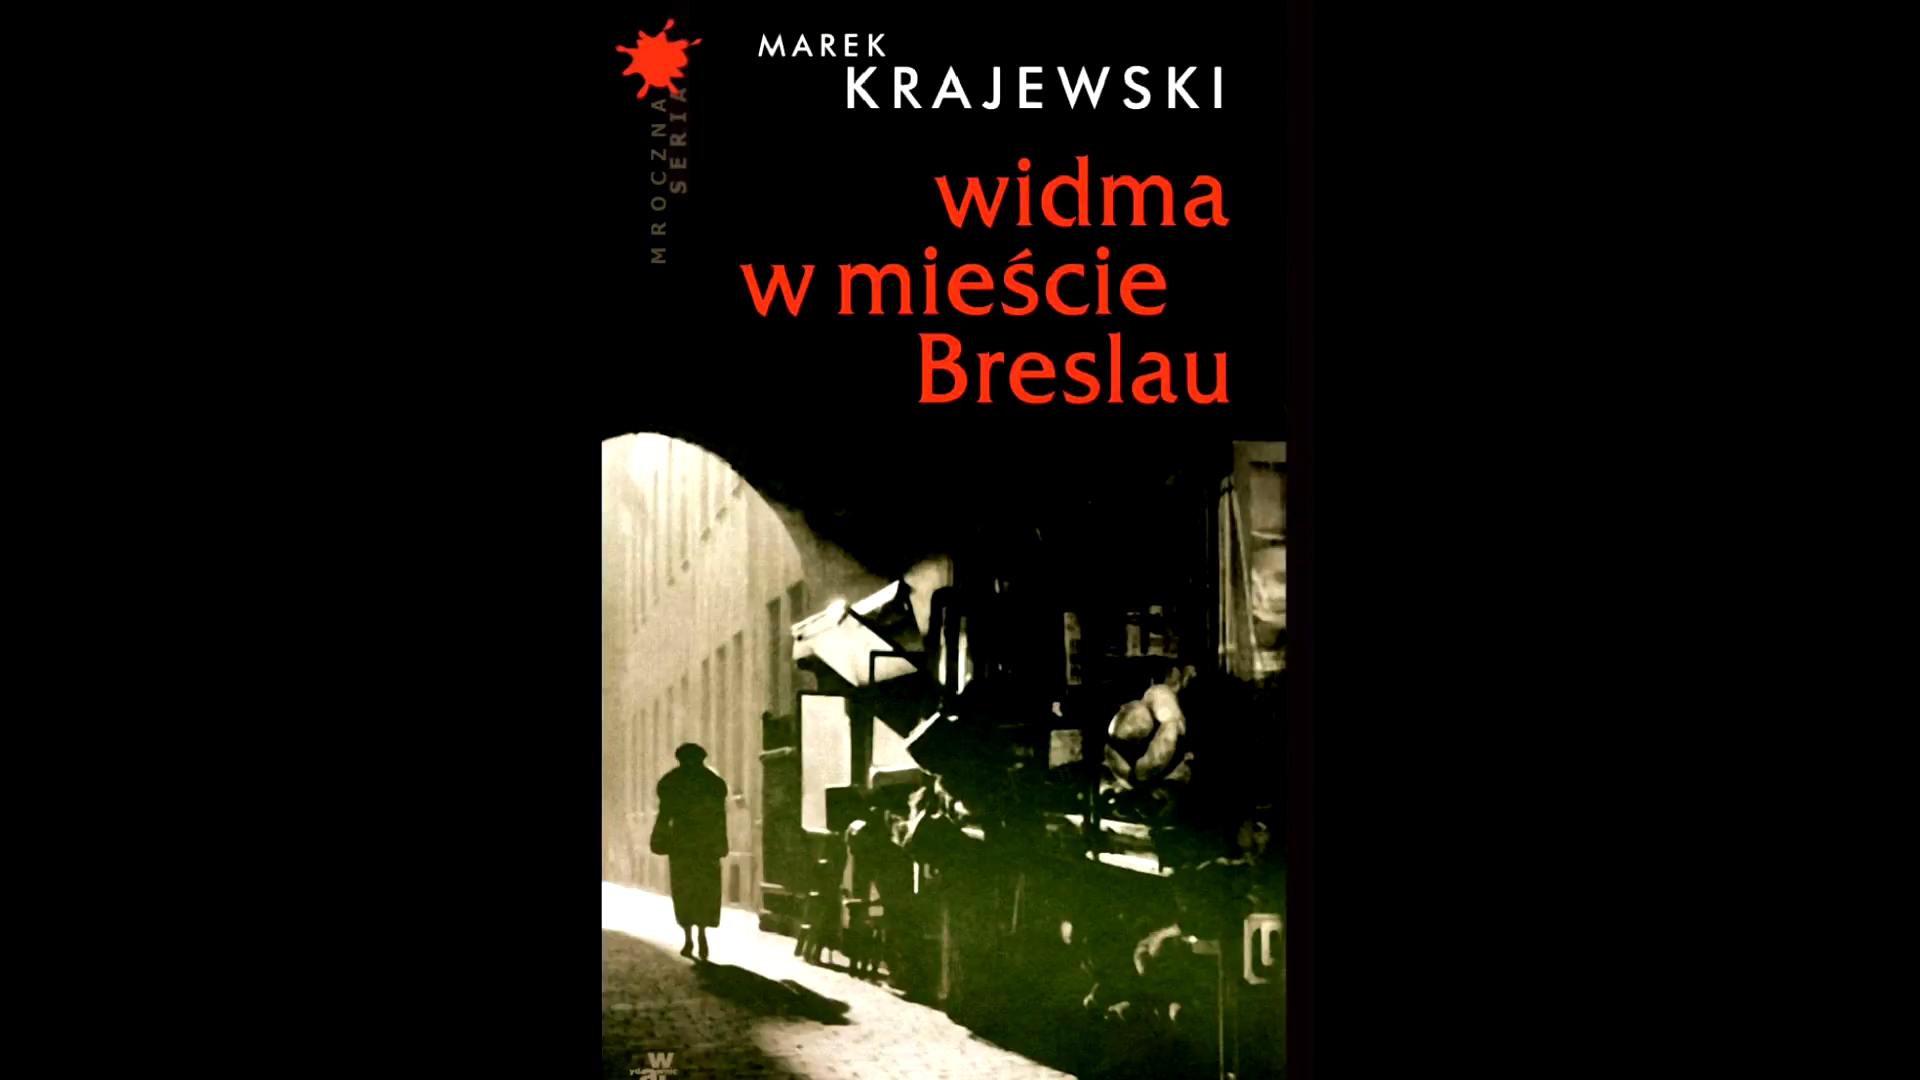 MAREK
KRAJEWSKI
MROCZNA
SERIA
widma
w mieście
Breslau
W